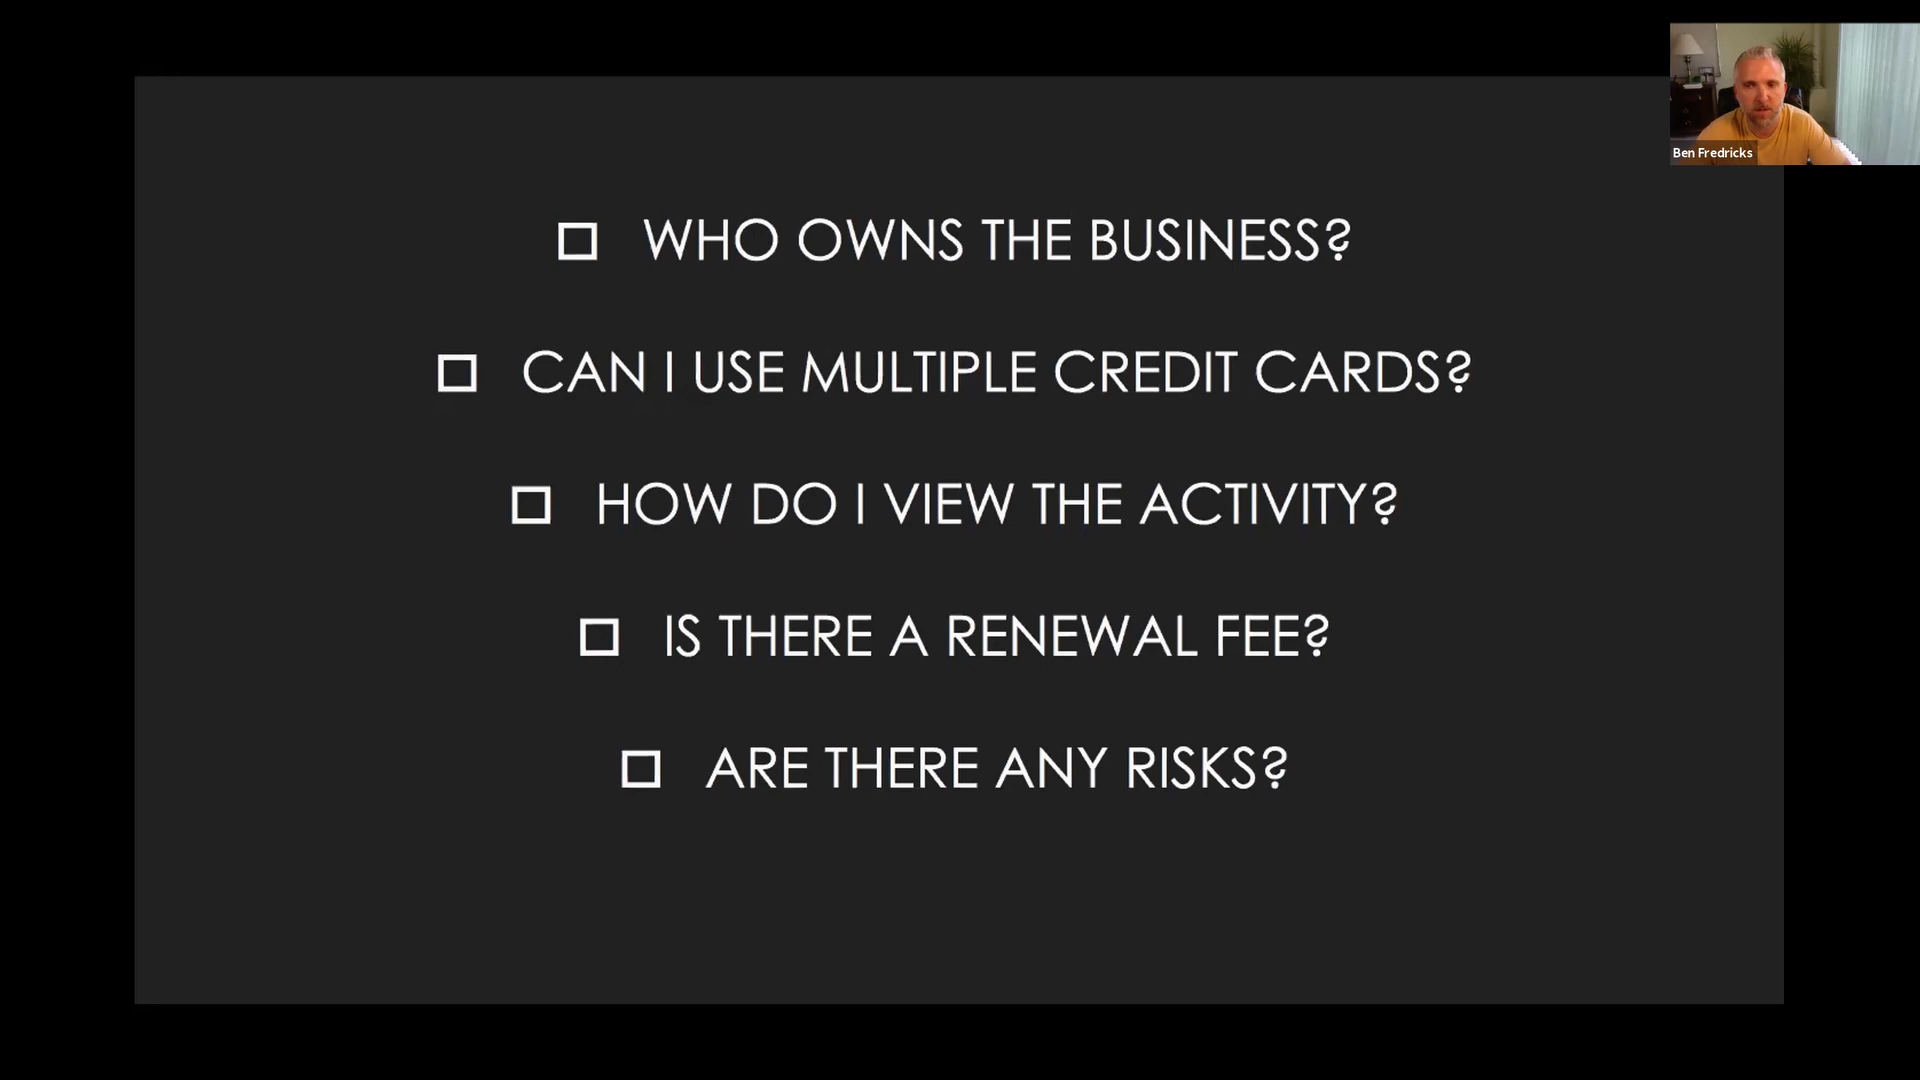 Ben Fredricks
WHO OWNS THE BUSINESS?
CAN I USE MULTIPLE CREDIT CARDS?
HOW DO I VIEW THE ACTIVITY?
IS THERE A RENEWAL FEE?
ARE THERE ANY RISKS?